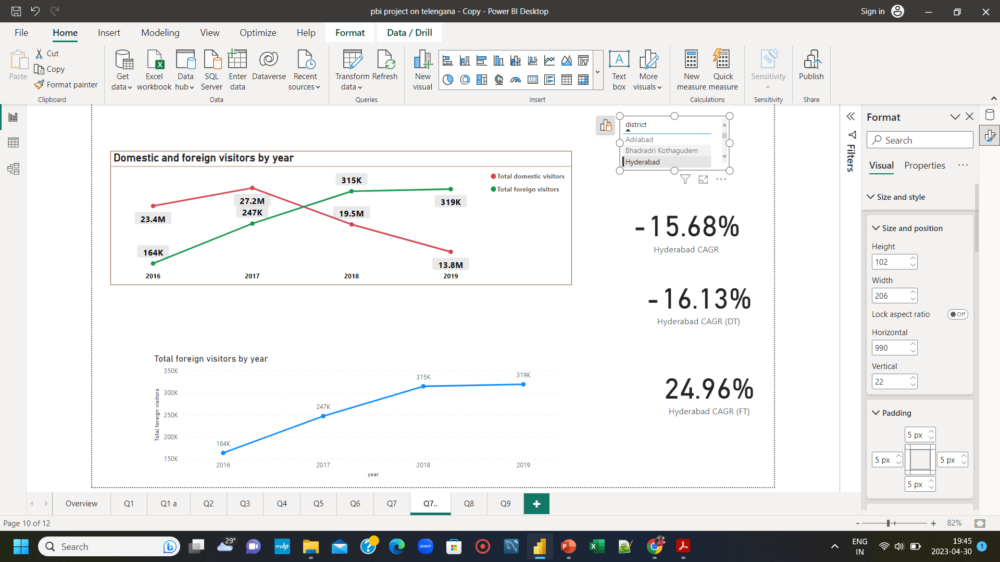 pbi project on telengana - Copy - Power BI Desktop
Sign in
File Home Insert Modeling View Optimize Help Format Data / Drill
Paste
Cut
Copy
Format painter
Clipboard
Get data
Excel workbook
Data hub
SQL Server
Enter data
Dataverse
Recent sources
Data
Transform data
Refresh
Queries
New visual
123
A
Text box
More visuals
Insert
New measure
Quick measure
Calculations
Sensitivity
Sensitivity
Publish
Share
district
Adilabad
Bhadradri Kothagudem
Hyderabad
Domestic and foreign visitors by year
Total domestic visitors
Total foreign visitors
23.4M
27.2M
247K
315K
19.5M
319K
164K
13.8M
2016 2017 2018 2019
-15.68%
Hyderabad CAGR
-16.13%
Hyderabad CAGR (DT)
24.96%
Hyderabad CAGR (FT)
Total foreign visitors by year
Total foreign visitors
350K
300K
250K
200K
150K
164K
247K
315K
319K
2016 2017 2018 2019
year
Filters
Format
Search
Visual Properties ...
Size and style
Size and position
Height
102
Width
206
Lock aspect ratio Off
Horizontal
990
Vertical
22
Padding
5 px
5 px
5 px
5 px
Overview Q1 Q1 a Q2 Q3 Q4 Q5 Q6 Q7 Q7.. Q8 Q9 +
Page 10 of 12
- + 82%
Search
29°
myhp
?
zoom
P
X
ENG
IN
19:45
2023-04-30
1